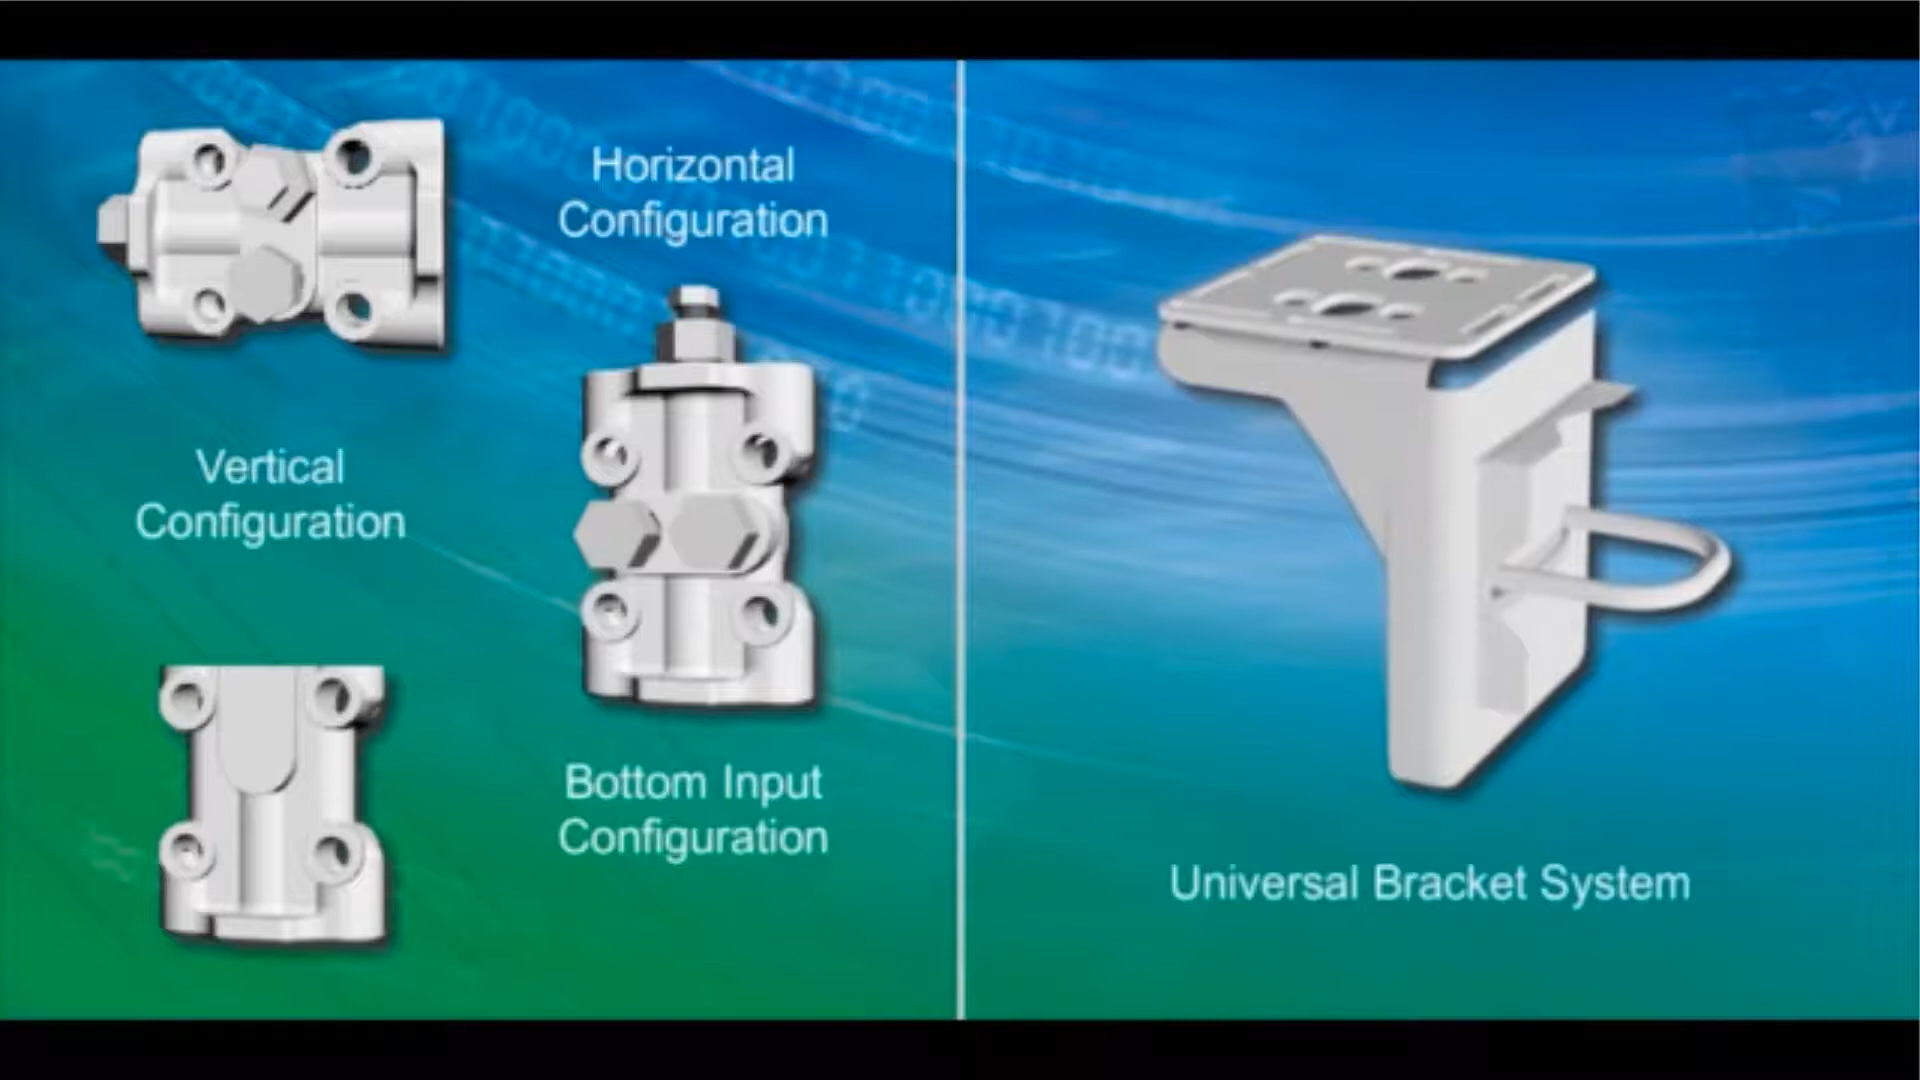 Horizontal
Configuration
Vertical
Configuration
Bottom Input
Configuration
Universal Bracket System